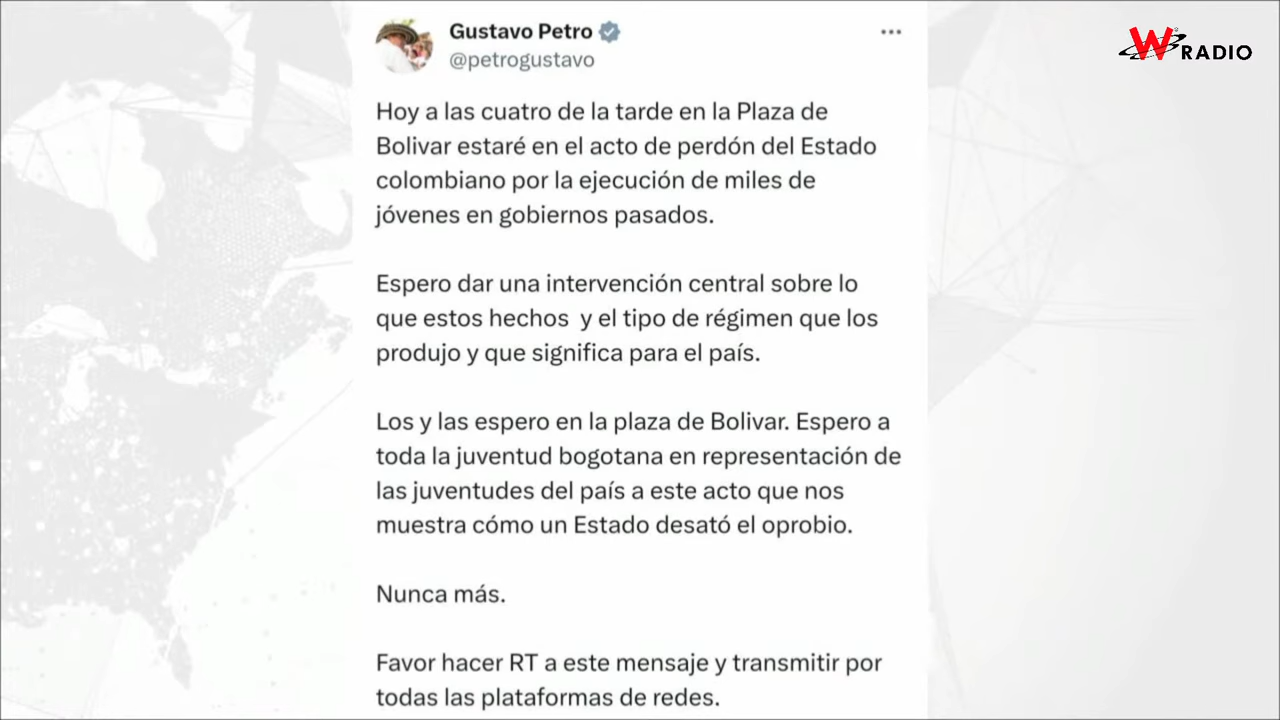 Gustavo Petro
@petrogustavo
W RADIO
Hoy a las cuatro de la tarde en la Plaza de
Bolivar estaré en el acto de perdón del Estado
colombiano por la ejecución de miles de
jóvenes en gobiernos pasados.
Espero dar una intervención central sobre lo
que estos hechos  y el tipo de régimen que los
produjo y que significa para el país.
Los y las espero en la plaza de Bolivar. Espero a
toda la juventud bogotana en representación de
las juventudes del país a este acto que nos
muestra cómo un Estado desató el oprobio.
Nunca más.
Favor hacer RT a este mensaje y transmitir por
todas las plataformas de redes.